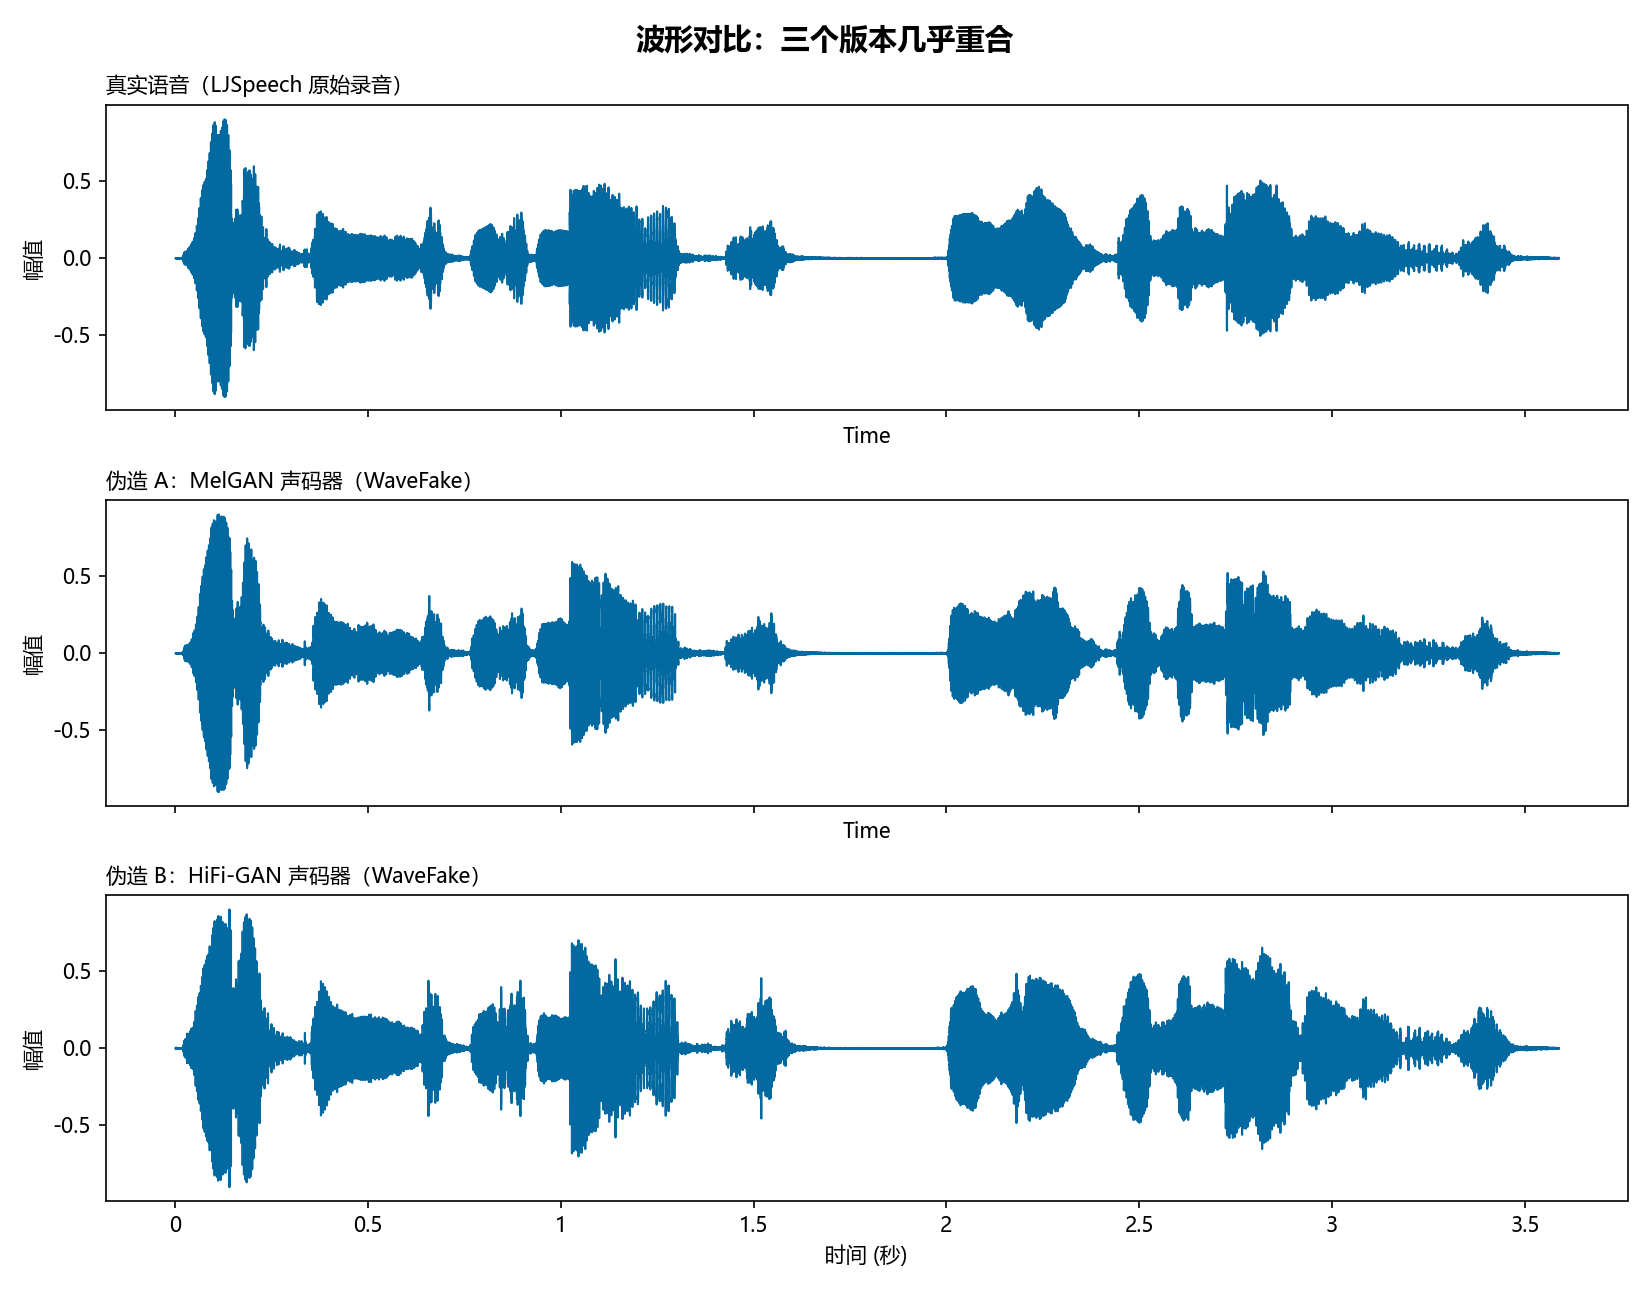 波形对比：三个版本几乎重合
真实语音（LJSpeech 原始录音）
幅值
0.5
0.0
-0.5
Time
伪造 A：MelGAN 声码器（WaveFake）
幅值
0.5
0.0
-0.5
Time
伪造 B：HiFi-GAN 声码器（WaveFake）
幅值
0.5
0.0
-0.5
0 0.5 1 1.5 2 2.5 3 3.5
时间 (秒)